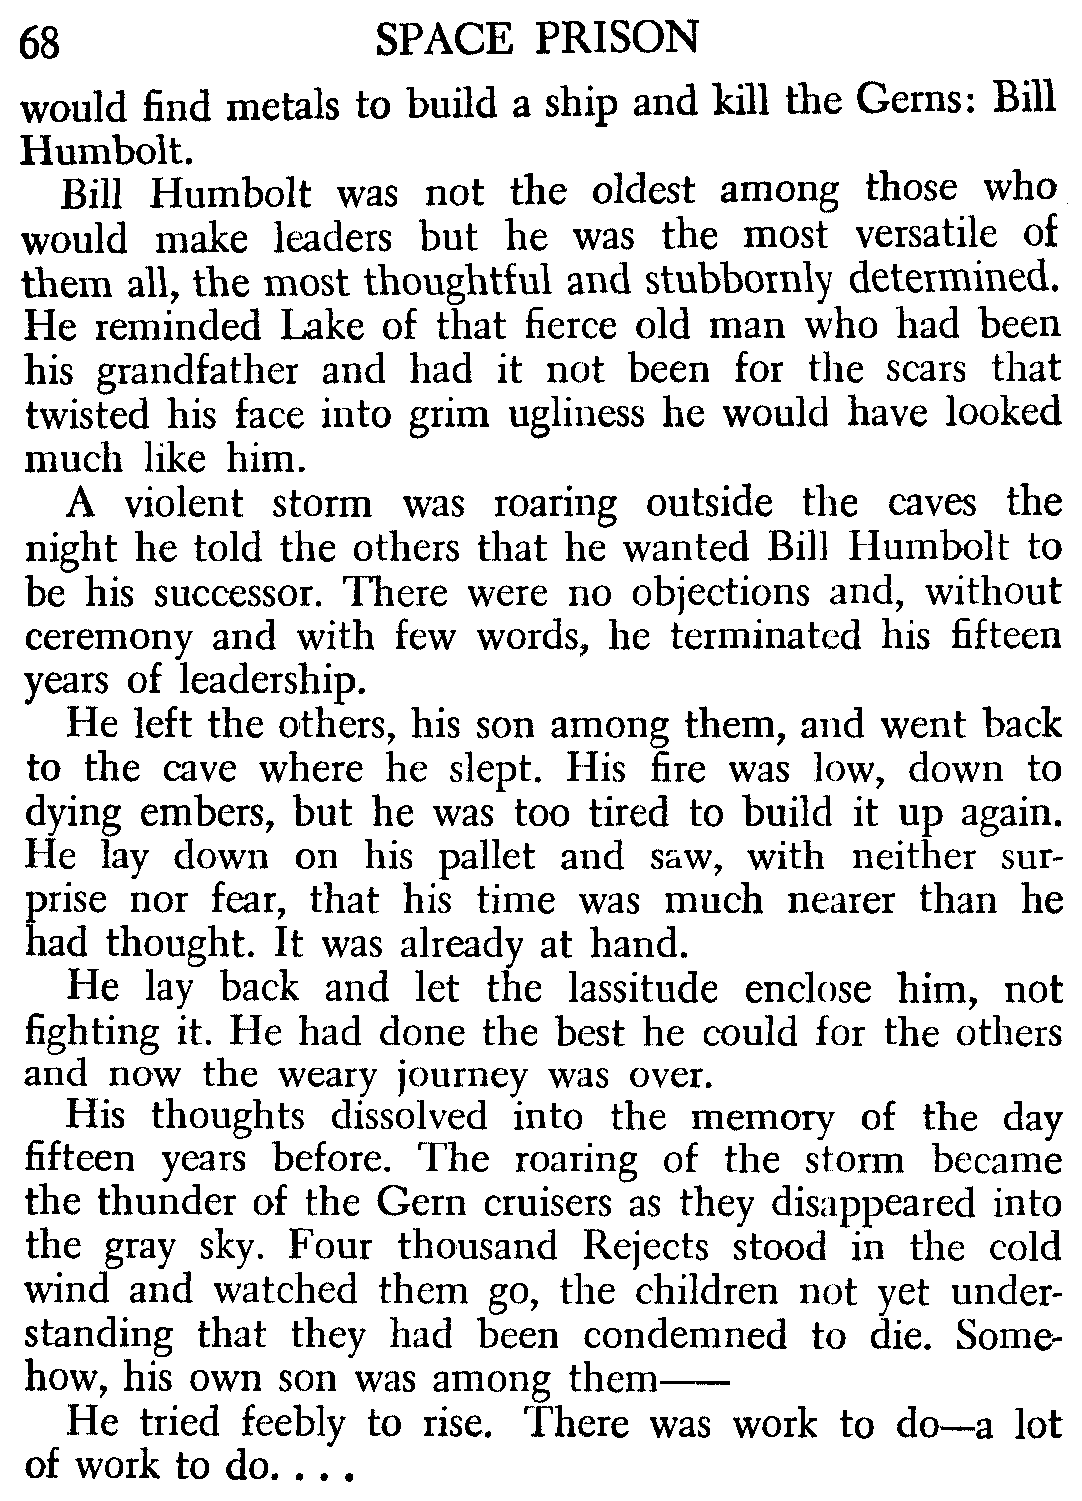 68 SPACE PRISON
would find metals to build a ship and kill the Gerns: Bill
Humbolt.
Bill Humbolt was not the oldest among those who
would make leaders but he was the most versatile of
them all, the most thoughtful and stubbornly determined.
He reminded Lake of that fierce old man who had been
his grandfather and had it not been for the scars that
twisted his face into grim ugliness he would have looked
much like him.
A violent storm was roaring outside the caves the
night he told the others that he wanted Bill Humbolt to
be his successor. There were no objections and, without
ceremony and with few words, he terminated his fifteen
years of leadership.
He left the others, his son among them, and went back
to the cave where he slept. His fire was low, down to
dying embers, but he was too tired to build it up again.
He lay down on his pallet and saw, with neither sur-
prise nor fear, that his time was much nearer than he
had thought. It was already at hand.
He lay back and let the lassitude enclose him, not
fighting it. He had done the best he could for the others
and now the weary journey was over.
His thoughts dissolved into the memory of the day
fifteen years before. The roaring of the storm became
the thunder of the Gern cruisers as they disappeared into
the gray sky. Four thousand Rejects stood in the cold
wind and watched them go, the children not yet under-
standing that they had been condemned to die. Some-
how, his own son was among them——
He tried feebly to rise. There was work to do—a lot
of work to do. . . .